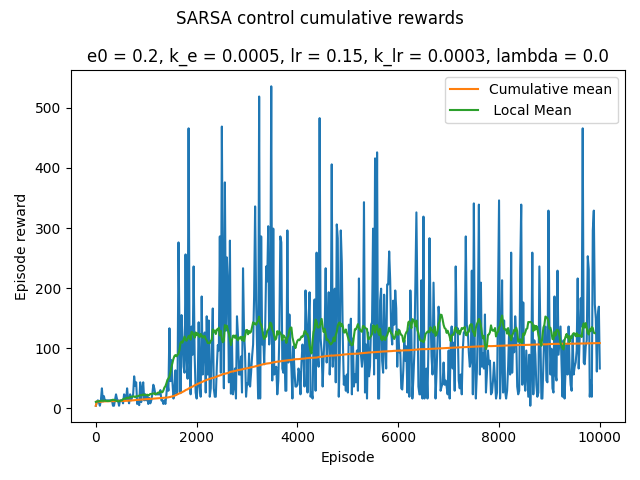 SARSA control cumulative rewards
e0 = 0.2, k_e = 0.0005, lr = 0.15, k_lr = 0.0003, lambda = 0.0
Cumulative mean
Local Mean
Episode reward
500
400
300
200
100
0
0 2000 4000 6000 8000 10000
Episode